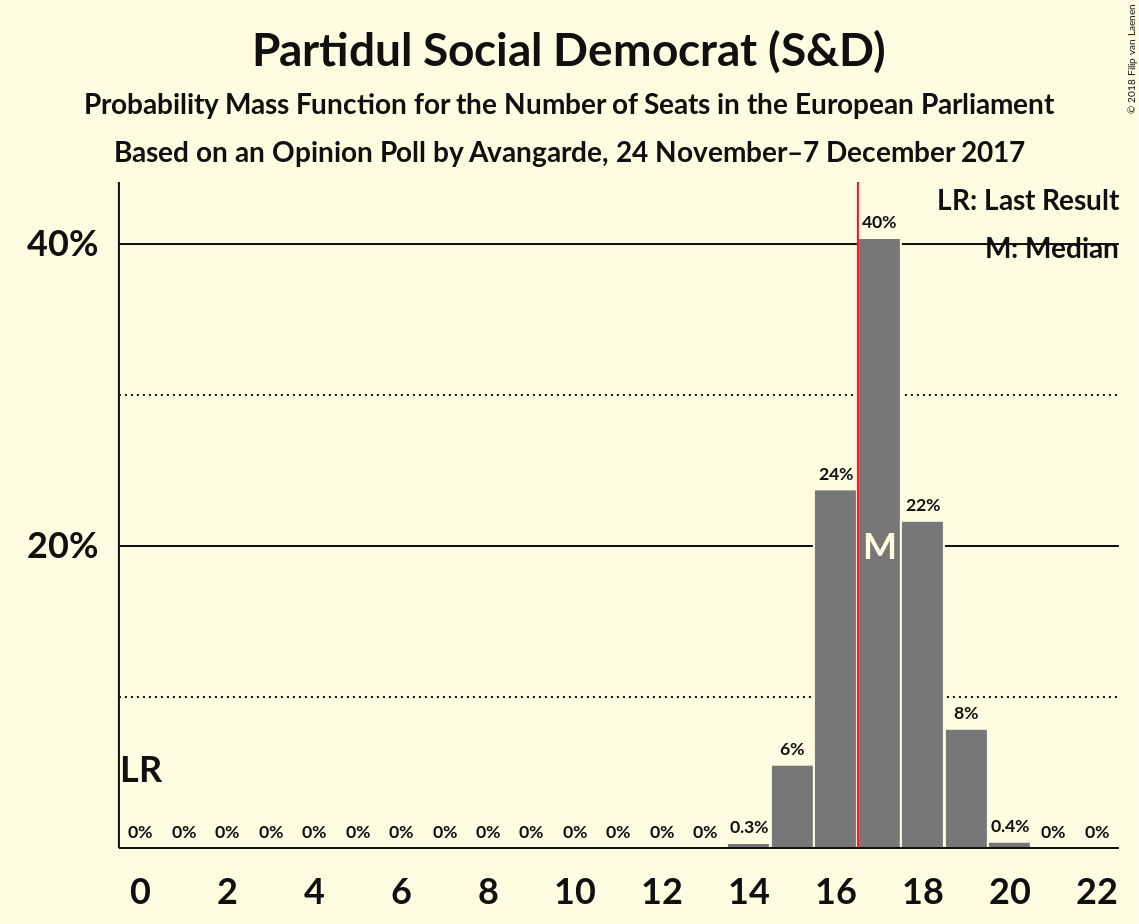 Partidul Social Democrat (S&D)
Probability Mass Function for the Number of Seats in the European Parliament
Based on an Opinion Poll by Avangarde, 24 November–7 December 2017
© 2018 Filip van Laenen
LR: Last Result
M: Median
40%
20%
40%
24%
22%
M
8%
6%
LR
0% 0% 0% 0% 0% 0% 0% 0% 0% 0% 0% 0% 0% 0% 0.3% 0.4% 0% 0%
0 2 4 6 8 10 12 14 16 18 20 22